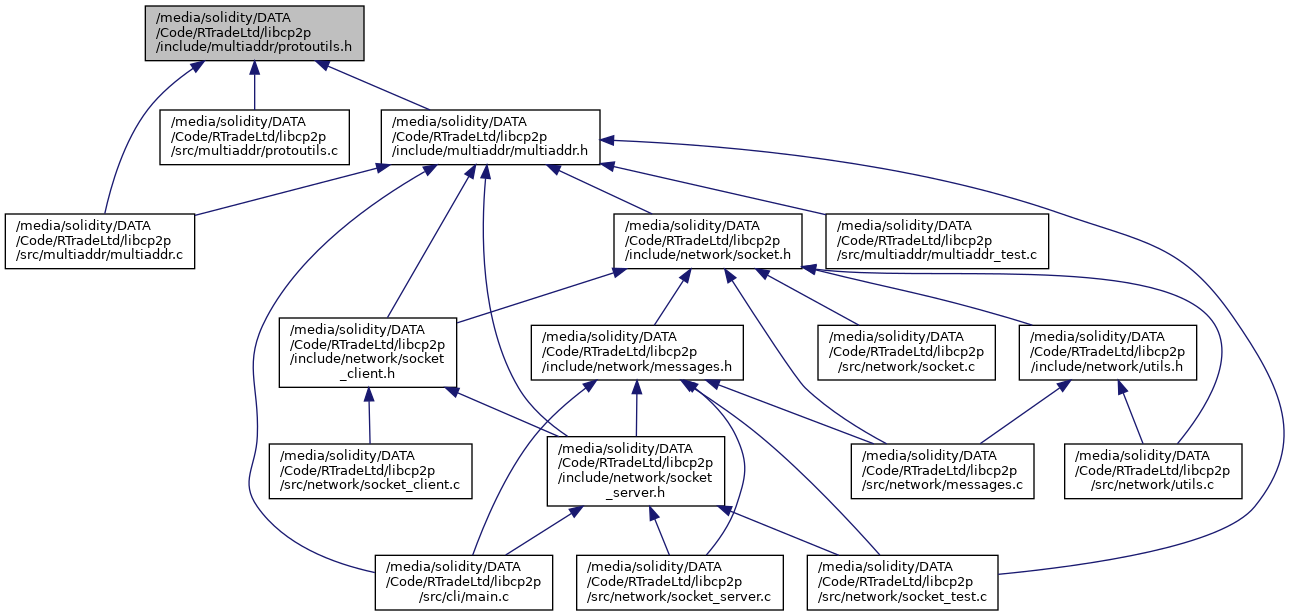 /media/solidity/DATA
/Code/RTradeLtd/libcp2p
/include/multiaddr/protoutils.h
/media/solidity/DATA
/Code/RTradeLtd/libcp2p
/src/multiaddr/protoutils.c
/media/solidity/DATA
/Code/RTradeLtd/libcp2p
/include/multiaddr/multiaddr.h
/media/solidity/DATA
/Code/RTradeLtd/libcp2p
/src/multiaddr/multiaddr.c
/media/solidity/DATA
/Code/RTradeLtd/libcp2p
/include/network/socket.h
/media/solidity/DATA
/Code/RTradeLtd/libcp2p
/src/multiaddr/multiaddr_test.c
/media/solidity/DATA
/Code/RTradeLtd/libcp2p
/include/network/socket
_client.h
/media/solidity/DATA
/Code/RTradeLtd/libcp2p
/include/network/messages.h
/media/solidity/DATA
/Code/RTradeLtd/libcp2p
/src/network/socket.c
/media/solidity/DATA
/Code/RTradeLtd/libcp2p
/include/network/utils.h
/media/solidity/DATA
/Code/RTradeLtd/libcp2p
/src/network/socket_client.c
/media/solidity/DATA
/Code/RTradeLtd/libcp2p
/include/network/socket
_server.h
/media/solidity/DATA
/Code/RTradeLtd/libcp2p
/src/network/messages.c
/media/solidity/DATA
/Code/RTradeLtd/libcp2p
/src/network/utils.c
/media/solidity/DATA
/Code/RTradeLtd/libcp2p
/src/cli/main.c
/media/solidity/DATA
/Code/RTradeLtd/libcp2p
/src/network/socket_server.c
/media/solidity/DATA
/Code/RTradeLtd/libcp2p
/src/network/socket_test.c